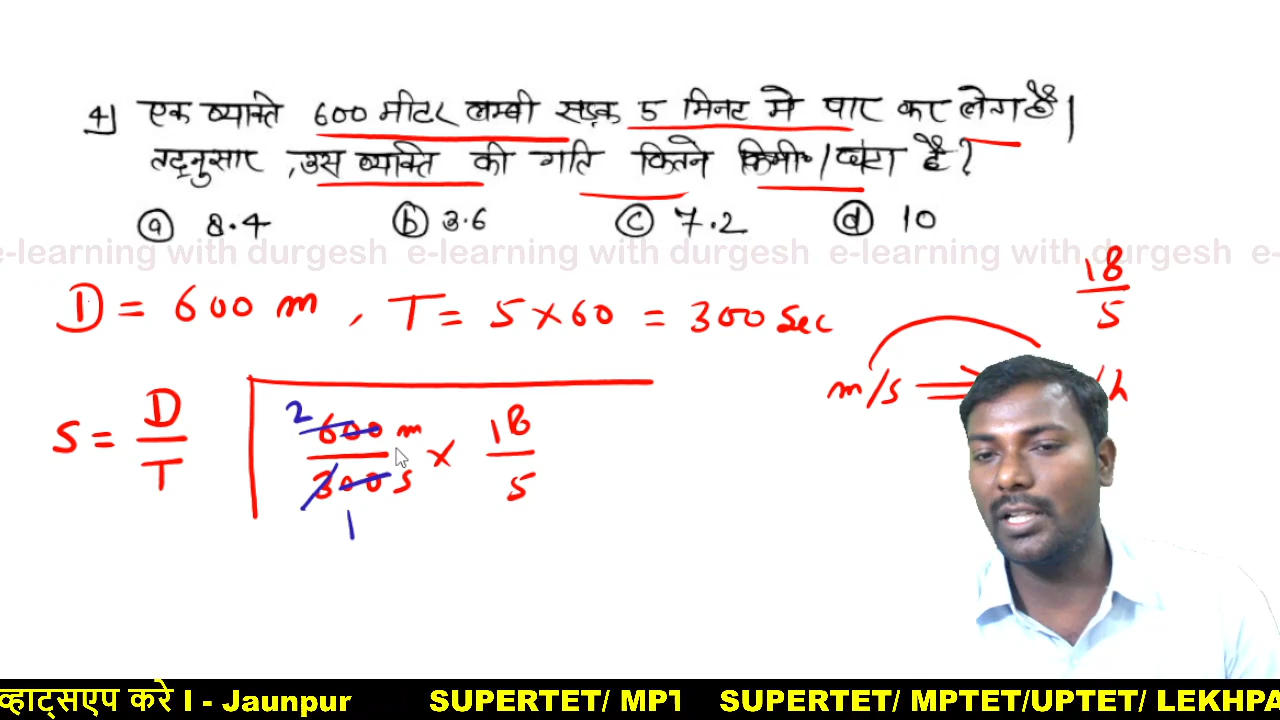 4) एक व्यक्ति 600 मीटर लम्बी सड़क 5 मिनट मे पार कर लेता है।
तद्नुसार, उस व्यक्ति की गति कितने किमी०/घण्टा है?
ⓐ 8.4 ⓑ 3.6 ⓒ 7.2 ⓓ 10
e-learning with durgesh e-learning with durgesh e-learning with durgesh e-
D = 600 m, T = 5 × 60 = 300 Sec
18/5
m/s ⇒ /h
S = D/T
2 600 m / 300 s 1 × 18/5
व्हाट्सएप करे I - Jaunpur SUPERTET/ MPT SUPERTET/ MPTET/UPTET/ LEKHPA